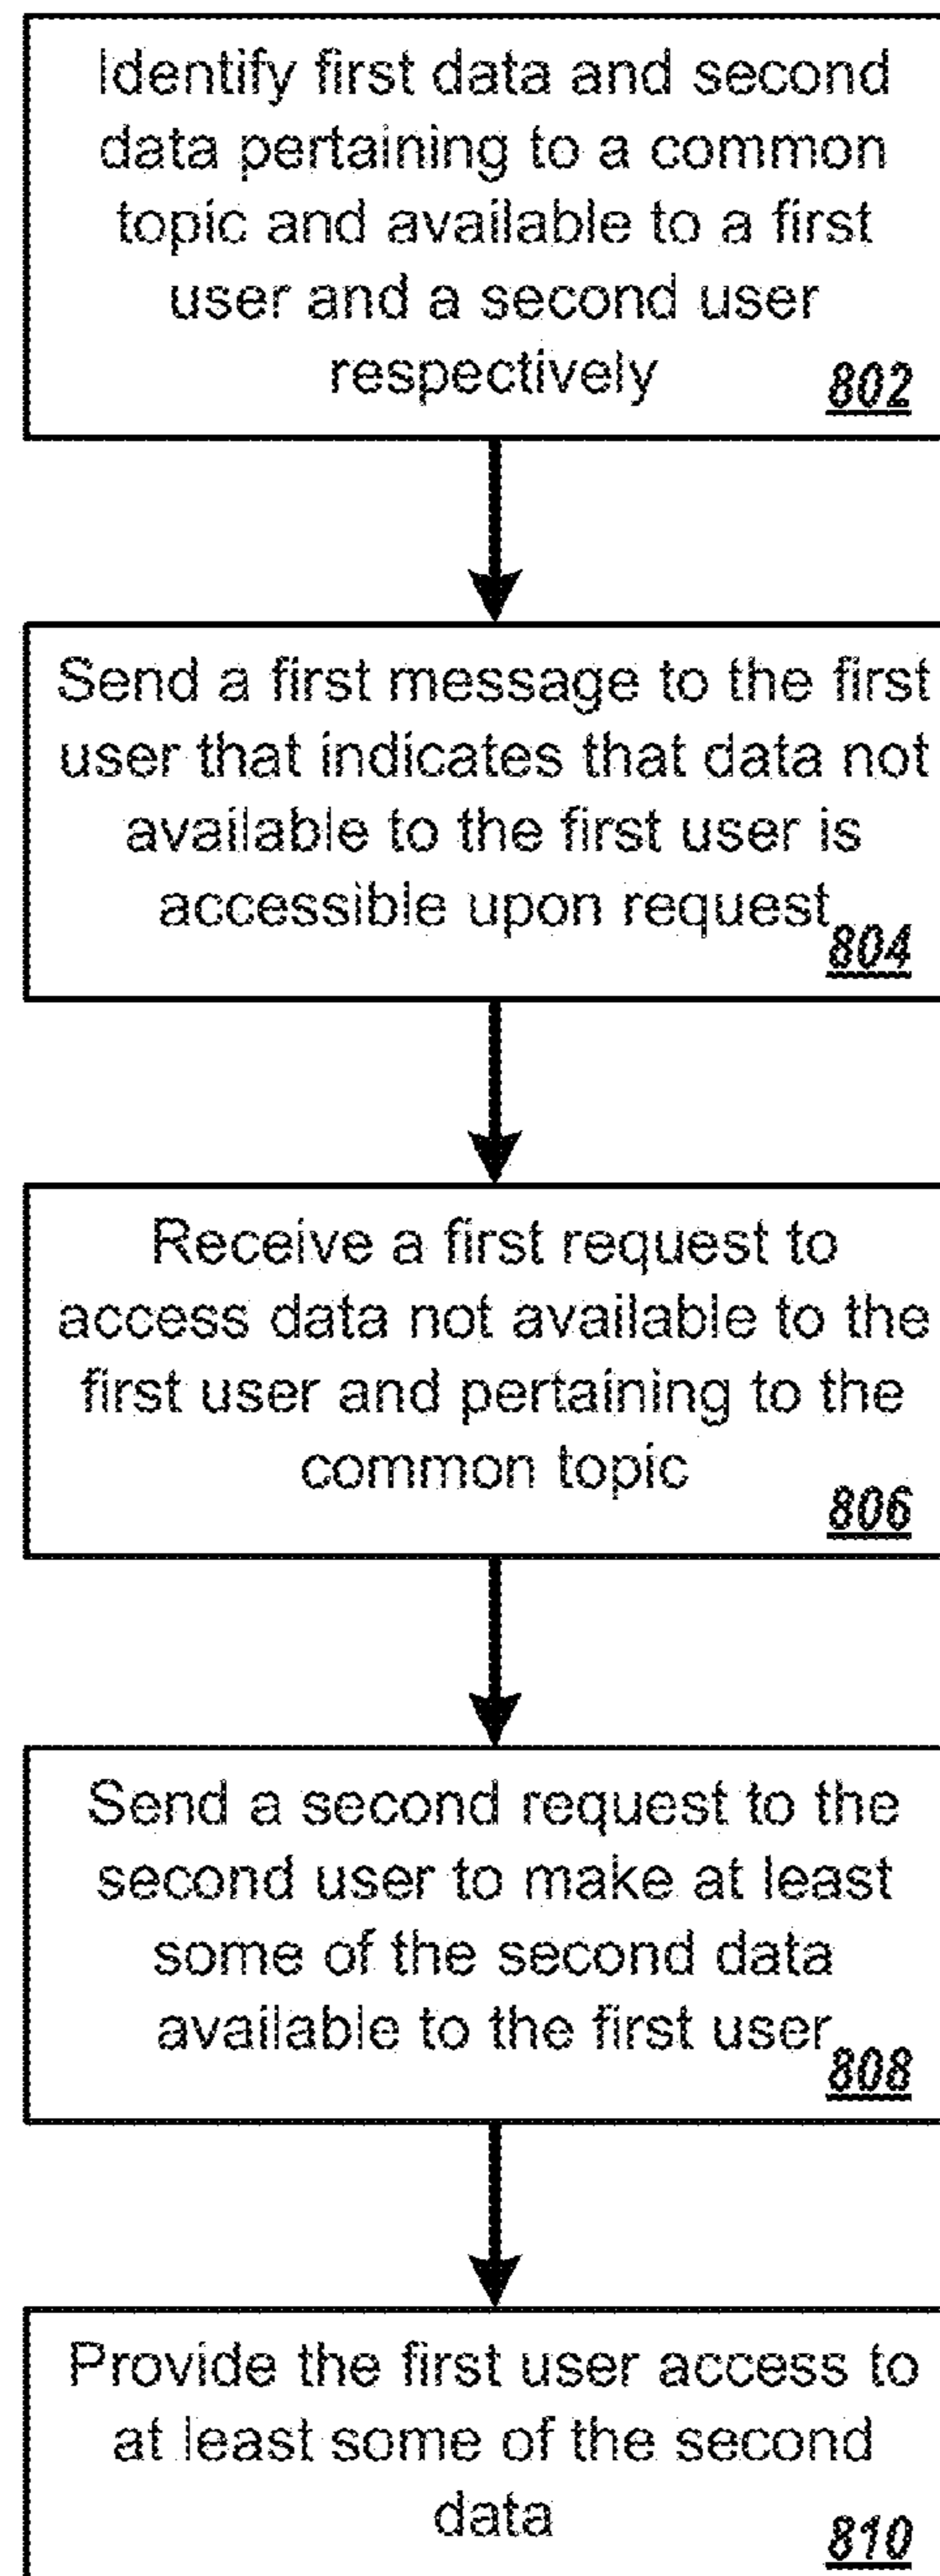 Identify first data and second
data pertaining to a common
topic and available to a first
user and a second user
respectively
802
Send a first message to the first
user that indicates that data not
available to the first user is
accessible upon request
804
Receive a first request to
access data not available to the
first user and pertaining to the
common topic
806
Send a second request to the
second user to make at least
some of the second data
available to the first user
808
Provide the first user access to
at least some of the second
data
810